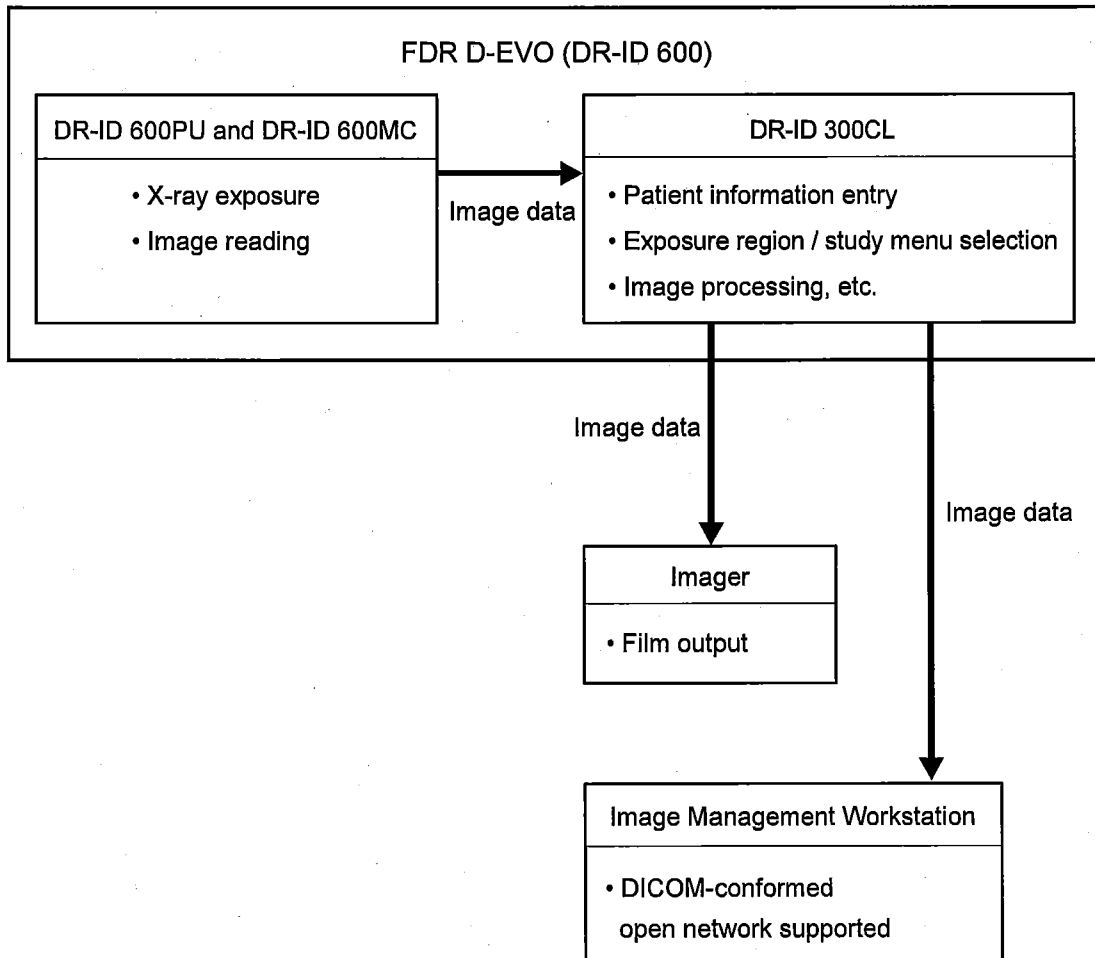 FDR D-EVO (DR-ID 600)
DR-ID 600PU and DR-ID 600MC
• X-ray exposure
• Image reading
Image data
DR-ID 300CL
• Patient information entry
• Exposure region / study menu selection
• Image processing, etc.
Image data
Image data
Imager
• Film output
Image Management Workstation
• DICOM-conformed
open network supported